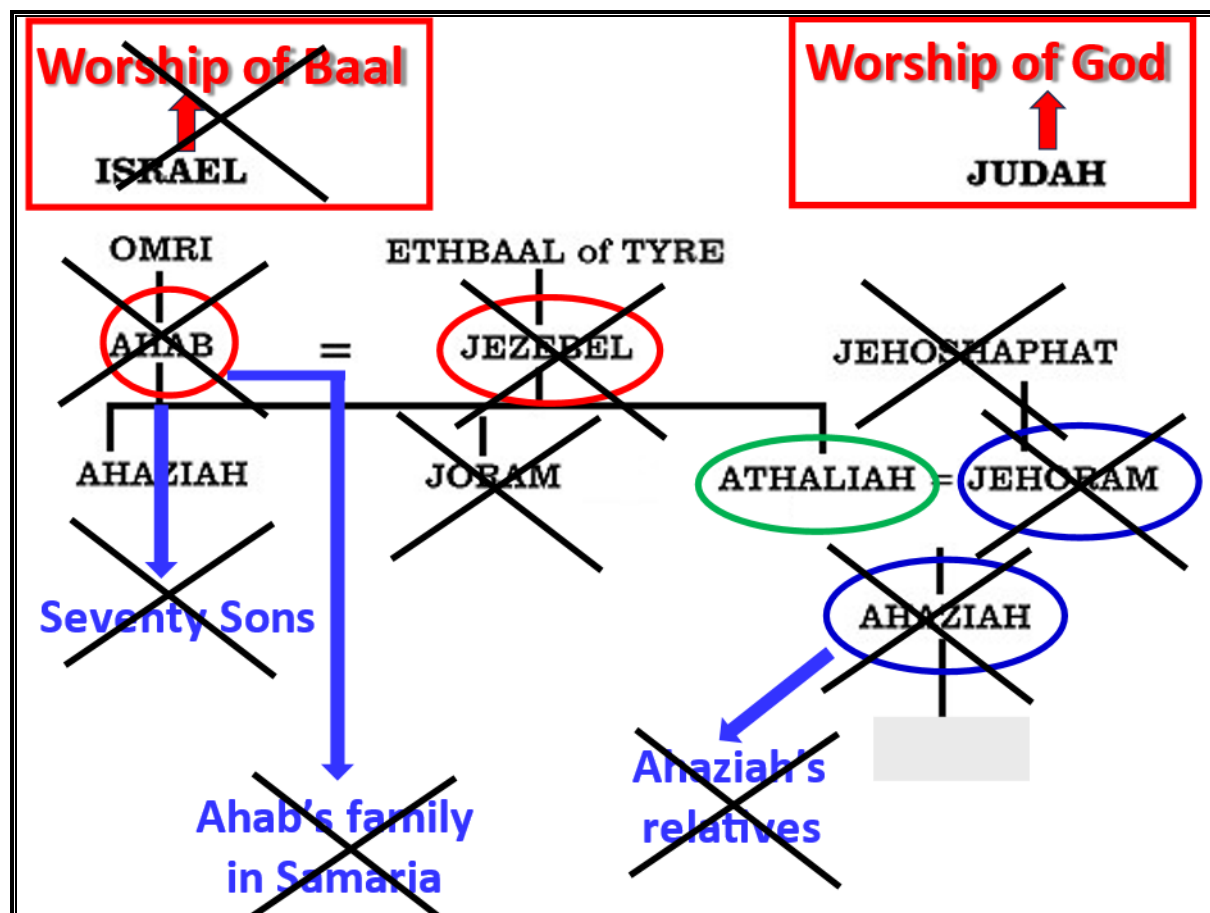 Worship of Baal
Worship of God
ISRAEL
JUDAH
OMRI
ETHBAAL of TYRE
AHAB
=
JEZEBEL
JEHOSHAPHAT
AHAZIAH
JORAM
ATHALIAH = JEHORAM
Seventy Sons
AHAZIAH
Ahaziah's
relatives
Ahab's family
in Samaria